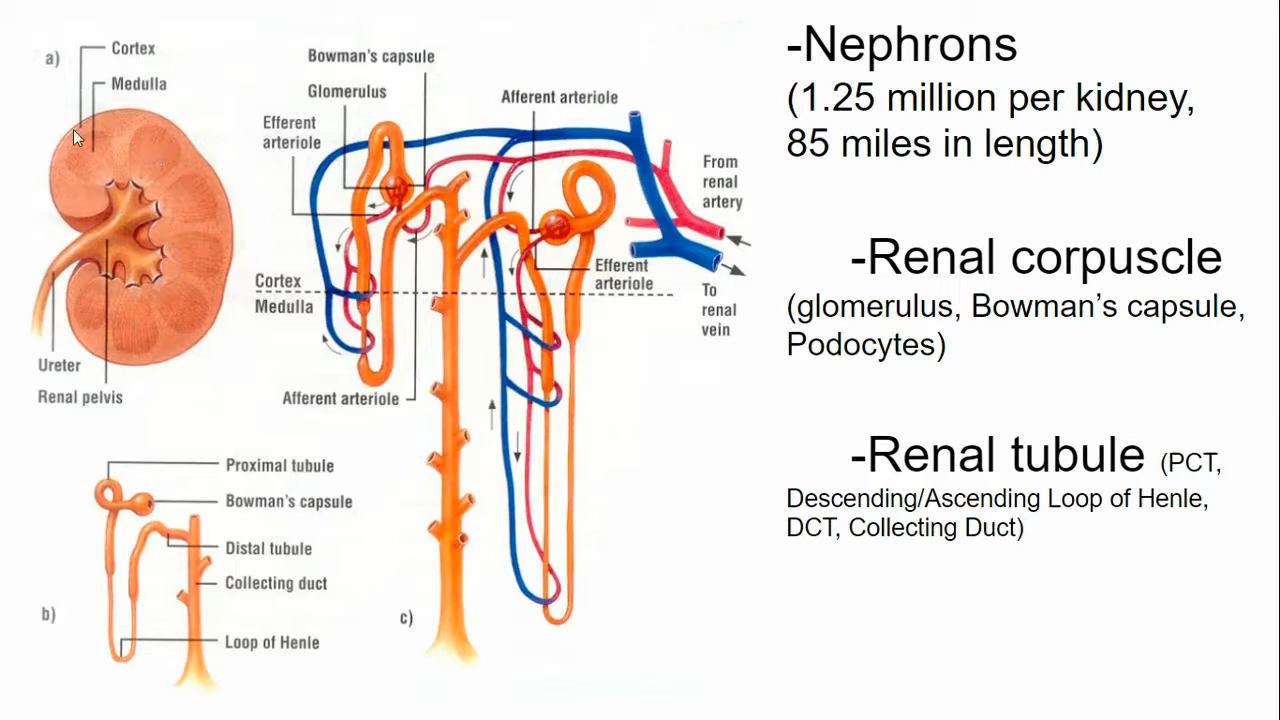 a)
Cortex
Medulla
Ureter
Renal pelvis
Bowman's capsule
Glomerulus
Efferent
arteriole
Afferent arteriole
From
renal
artery
Efferent
arteriole
To
renal
vein
Cortex
Medulla
Afferent arteriole
c)
Proximal tubule
Bowman's capsule
Distal tubule
Collecting duct
Loop of Henle
b)
-Nephrons
(1.25 million per kidney,
85 miles in length)
-Renal corpuscle
(glomerulus, Bowman’s capsule,
Podocytes)
-Renal tubule (PCT,
Descending/Ascending Loop of Henle,
DCT, Collecting Duct)